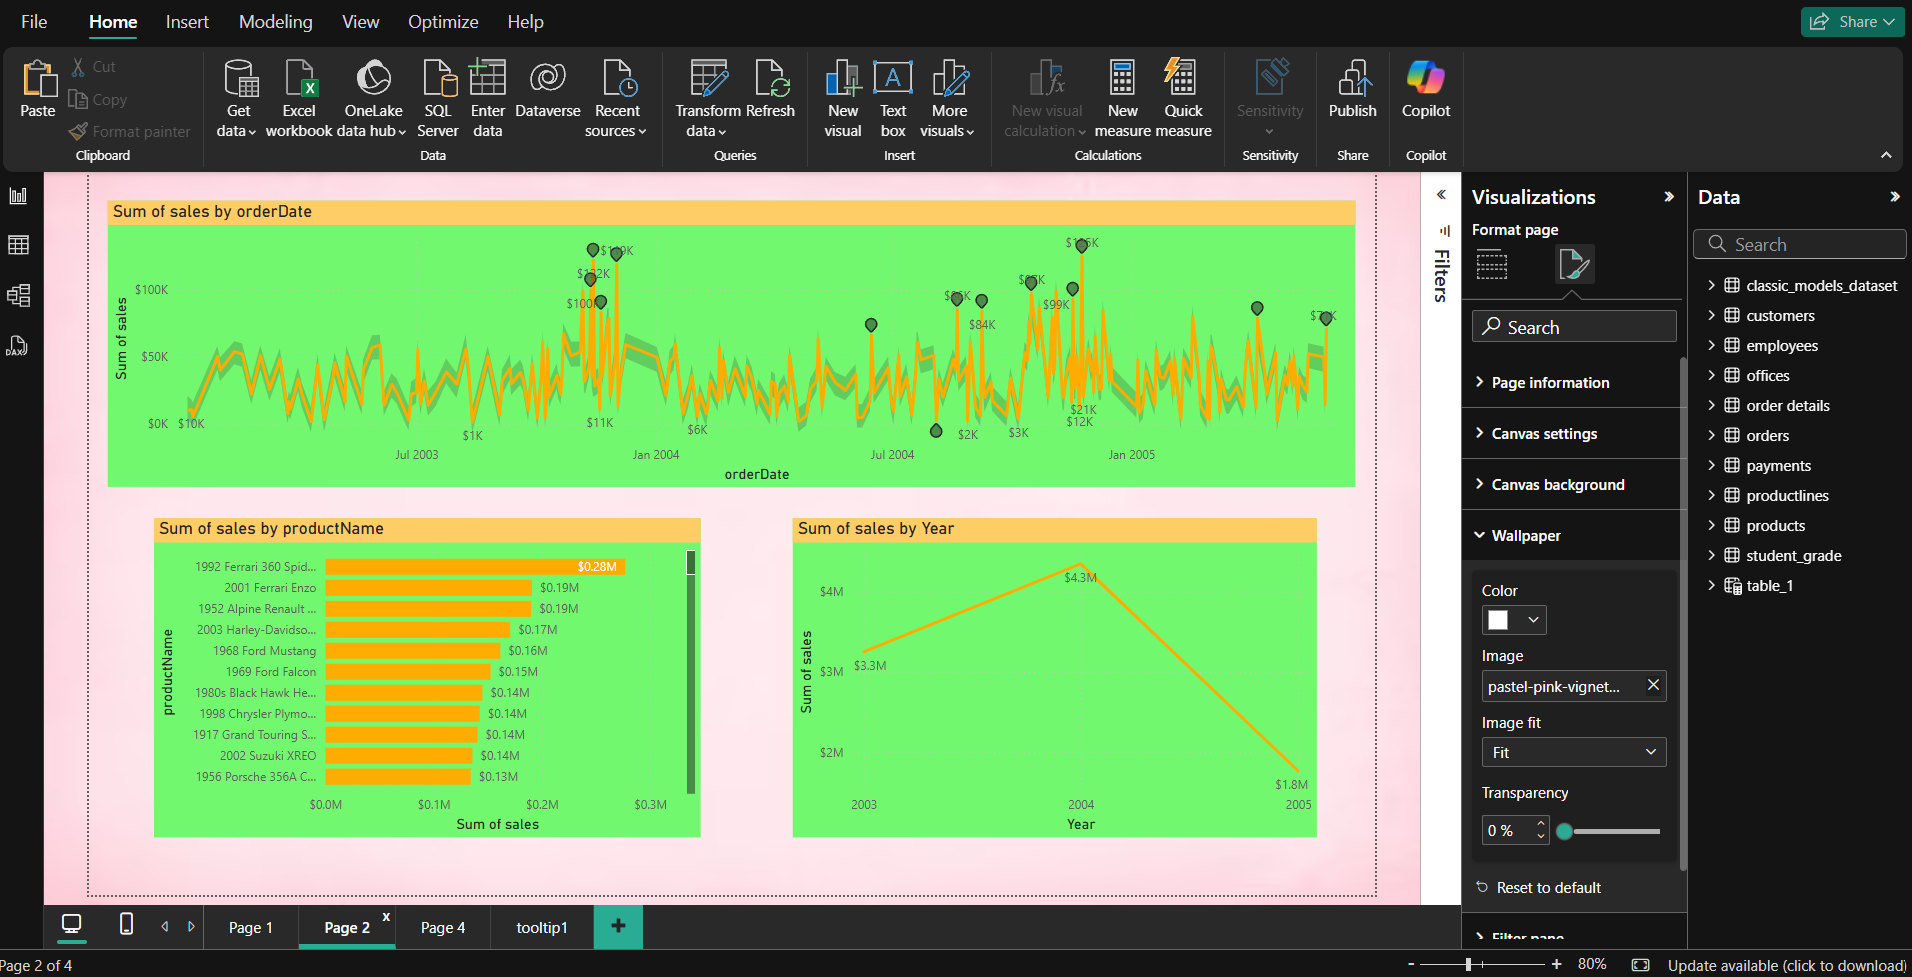 File Home Insert Modeling View Optimize Help Share
Paste
Cut
Copy
Format painter
Clipboard
Get data
Excel workbook
OneLake data hub
SQL Server
Enter data
Dataverse
Recent sources
Data
Transform data
Refresh
Queries
New visual
Text box
More visuals
Insert
New visual calculation
New measure
Quick measure
Calculations
Sensitivity
Sensitivity
Publish
Share
Copilot
Copilot
DAX
Sum of sales by orderDate
Sum of sales
$100K
$50K
$0K
$10K
$1K
$11K
$6K
$84K
$2K
$3K
$99K
$21K
$12K
Jul 2003
Jan 2004
Jul 2004
Jan 2005
orderDate
Sum of sales by productName
productName
1992 Ferrari 360 Spid... $0.28M
2001 Ferrari Enzo $0.19M
1952 Alpine Renault ... $0.19M
2003 Harley-Davidso... $0.17M
1968 Ford Mustang $0.16M
1969 Ford Falcon $0.15M
1980s Black Hawk He... $0.14M
1998 Chrysler Plymo... $0.14M
1917 Grand Touring S... $0.14M
2002 Suzuki XREO $0.14M
1956 Porsche 356A C... $0.13M
$0.0M $0.1M $0.2M $0.3M
Sum of sales
Sum of sales by Year
Sum of sales
$4M
$3M
$2M
$3.3M
$4.3M
$1.8M
2003 2004 2005
Year
Filters
Visualizations
Format page
Search
Page information
Canvas settings
Canvas background
Wallpaper
Color
Image
pastel-pink-vignet...
Image fit
Fit
Transparency
0 %
Reset to default
Filter pane
Data
Search
classic_models_dataset
customers
employees
offices
order details
orders
payments
productlines
products
student_grade
table_1
Page 1
Page 2
x
Page 4
tooltip1
Page 2 of 4
80%
Update available (click to download)